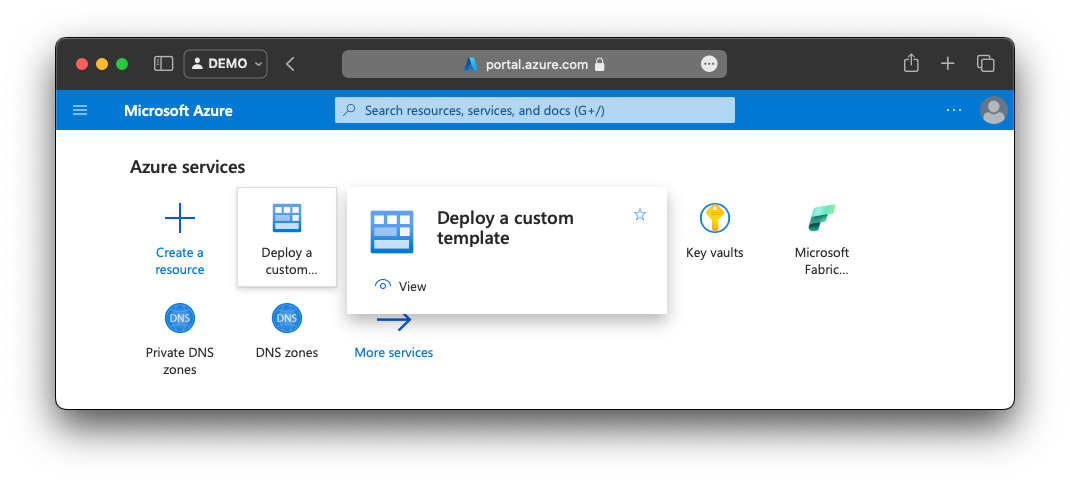 DEMO
portal.azure.com
Microsoft Azure
Search resources, services, and docs (G+/)
Azure services
Create a
resource
Deploy a
custom...
Deploy a custom
template
View
Key vaults
Microsoft
Fabric...
DNS
Private DNS
zones
DNS
DNS zones
More services